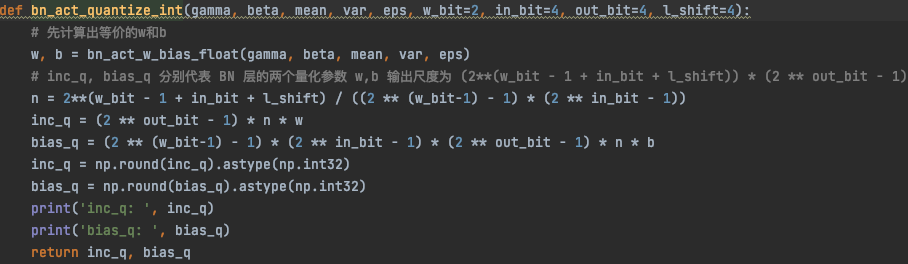 def bn_act_quantize_int(gamma, beta, mean, var, eps, w_bit=2, in_bit=4, out_bit=4, l_shift=4):
    # 先计算出等价的w和b
    w, b = bn_act_w_bias_float(gamma, beta, mean, var, eps)
    # inc_q, bias_q 分别代表 BN 层的两个量化参数 w,b 输出尺度为 (2**(w_bit - 1 + in_bit + l_shift)) * (2 ** out_bit - 1)
    n = 2**(w_bit - 1 + in_bit + l_shift) / ((2 ** (w_bit-1) - 1) * (2 ** in_bit - 1))
    inc_q = (2 ** out_bit - 1) * n * w
    bias_q = (2 ** (w_bit-1) - 1) * (2 ** in_bit - 1) * (2 ** out_bit - 1) * n * b
    inc_q = np.round(inc_q).astype(np.int32)
    bias_q = np.round(bias_q).astype(np.int32)
    print('inc_q: ', inc_q)
    print('bias_q: ', bias_q)
    return inc_q, bias_q